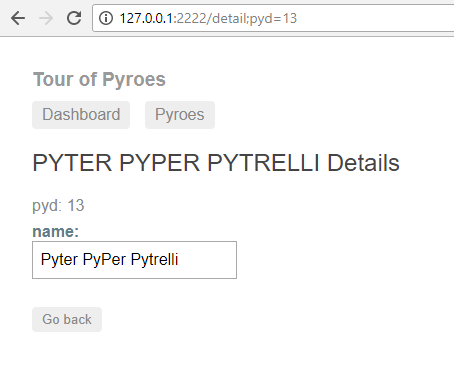 127.0.0.1:2222/detail;pyd=13
Tour of Pyroes
Dashboard Pyroes
PYTER PYPER PYTRELLI Details
pyd: 13
name:
Pyter PyPer Pytrelli
Go back